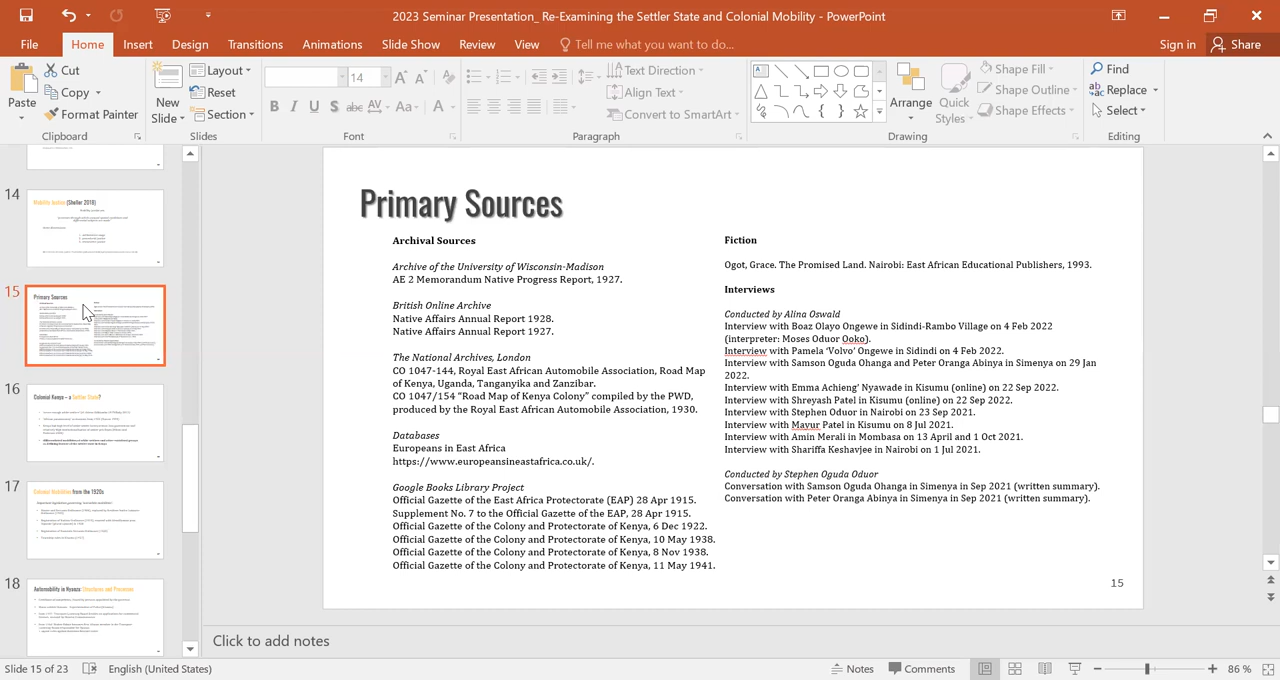 2023 Seminar Presentation_ Re-Examining the Settler State and Colonial Mobility - PowerPoint
File Home Insert Design Transitions Animations Slide Show Review View Tell me what you want to do... Sign in Share
Paste
Cut
Copy
Format Painter
Clipboard
New Slide
Layout
Reset
Section
Slides
14
Font
Text Direction
Align Text
Convert to SmartArt
Paragraph
Arrange
Quick Styles
Shape Fill
Shape Outline
Shape Effects
Drawing
Find
Replace
Select
Editing
14
Mobility Justice (Sheller 2018)
15
Primary Sources
16
Colonial Kenya – a Settler State?
17
Colonial Mobilities from the 1920s
18
Automobility in Nyanza: Structures and Practices
Primary Sources
Archival Sources
Archive of the University of Wisconsin-Madison
AE 2 Memorandum Native Progress Report, 1927.
British Online Archive
Native Affairs Annual Report 1928.
Native Affairs Annual Report 1927.
The National Archives, London
CO 1047-144, Royal East African Automobile Association, Road Map
of Kenya, Uganda, Tanganyika and Zanzibar.
CO 1047/154 “Road Map of Kenya Colony” compiled by the PWD,
produced by the Raoal East African Automobile Association, 1930.
Databases
Europeans in East Africa
https://www.europeansineastafrica.co.uk/.
Google Books Library Project
Official Gazette of the East Africa Protectorate (EAP) 28 Apr 1915.
Supplement No. 7 to the Official Gazette of the EAP, 28 Apr 1915.
Official Gazette of the Colony and Protectorate of Kenya, 6 Dec 1922.
Official Gazette of the Colony and Protectorate of Kenya, 10 May 1938.
Official Gazette of the Colony and Protectorate of Kenya, 8 Nov 1938.
Official Gazette of the Colony and Protectorate of Kenya, 11 May 1941.
Fiction
Ogot, Grace. The Promised Land. Nairobi: East African Educational Publishers, 1993.
Interviews
Conducted by Alina Oswald
Interview with Boaz Obuyo Ongewe in Sidindi-Rambo Village on 4 Feb 2022
(interpreter: Moses Oduor Ooko).
Interview with Pamela ‘Volvo’ Ongewe in Sidindi on 4 Feb 2022.
Interview with Samson Oguda Ohanga and Peter Oranga Abinya in Simenya on 29 Jan
2022.
Interview with Emma Achieng’ Nyawade in Kisumu (online) on 22 Sep 2022.
Interview with Shreyash Patel in Kisumu (online) on 22 Sep 2022.
Interview with Stephen Oduor in Nairobi on 23 Sep 2021.
Interview with Mayur Patel in Kisumu on 8 Jul 2021.
Interview with Amin Merali in Mombasa on 13 April and 1 Oct 2021.
Interview with Shariffa Keshavjee in Nairobi on 1 Jul 2021.
Conducted by Stephen Oguda Oduor
Conversation with Samson Oguda Ohanga in Simenya in Sep 2021 (written summary).
Conversation with Peter Oranga Abinya in Simenya in Sep 2021 (written summary).
15
Click to add notes
Slide 15 of 23 English (United States) Notes Comments 86 %